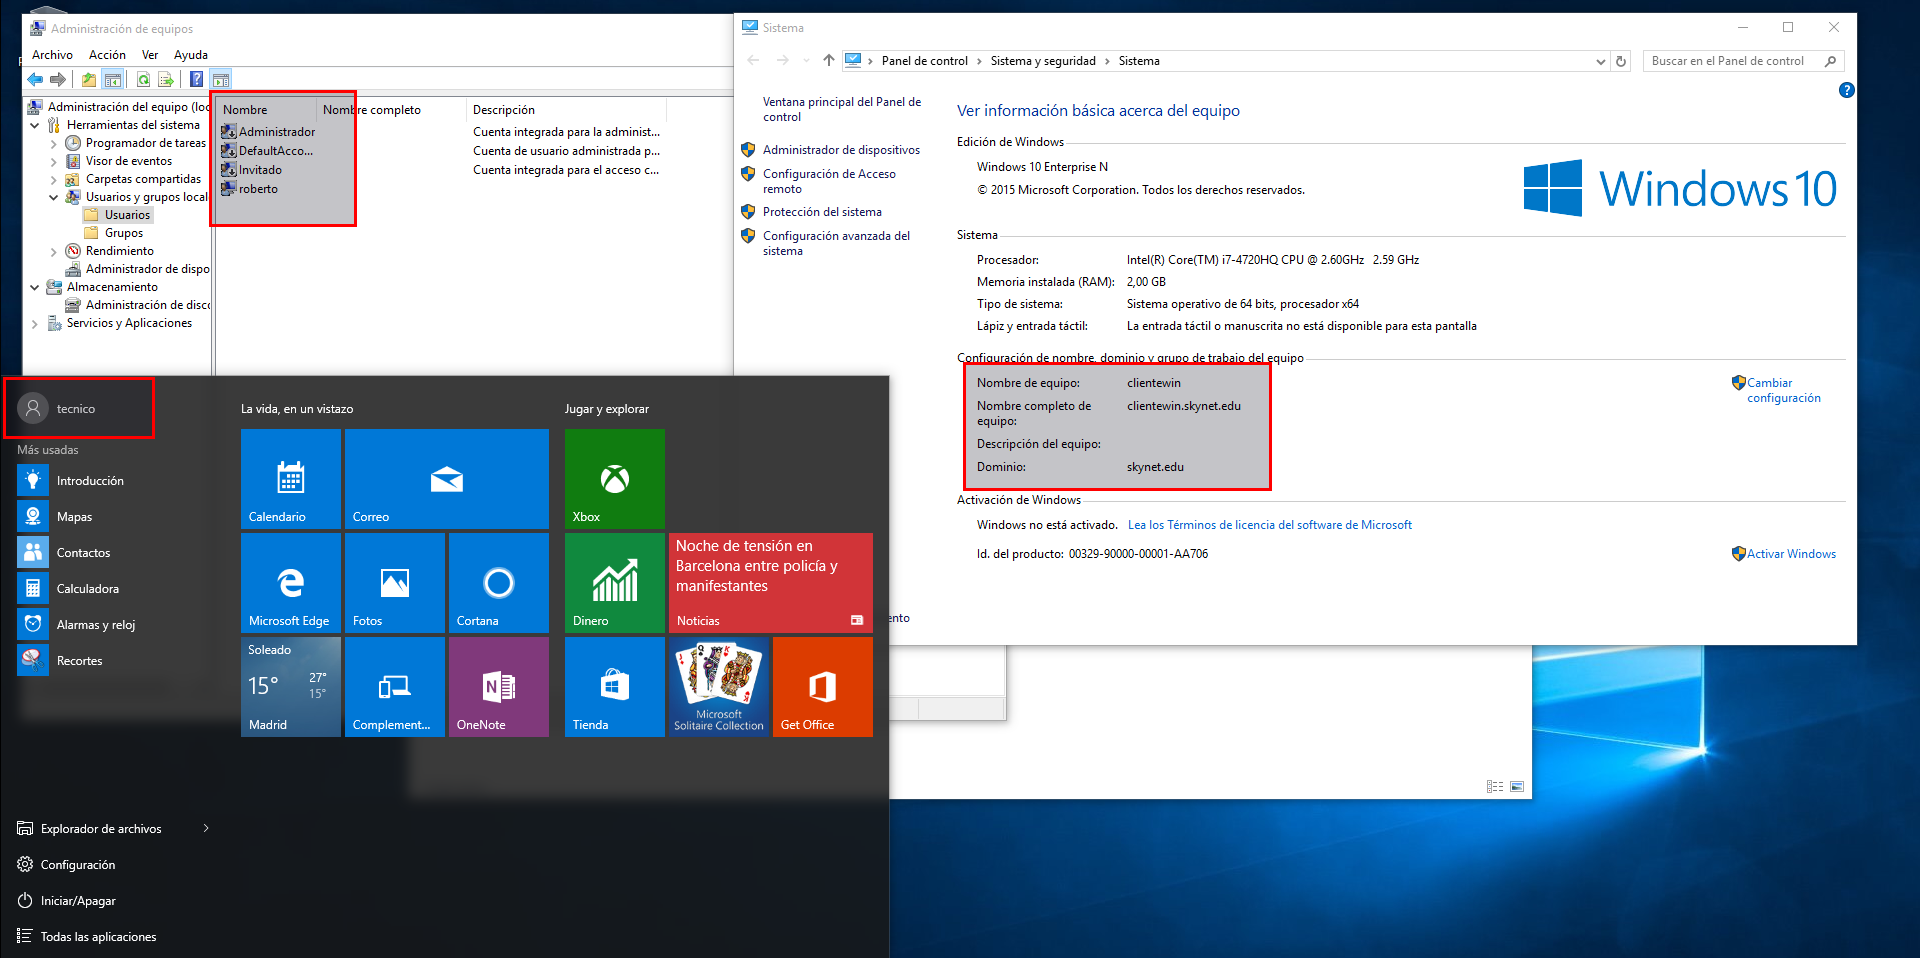 Administración de equipos
Archivo Acción Ver Ayuda
Administración del equipo (loc
Herramientas del sistema
Programador de tareas
Visor de eventos
Carpetas compartidas
Usuarios y grupos local
Usuarios
Grupos
Rendimiento
Administrador de dispo
Almacenamiento
Administración de disco
Servicios y Aplicaciones
Nombre Nombre completo Descripción
Administrador Cuenta integrada para la administ...
DefaultAcco... Cuenta de usuario administrada p...
Invitado Cuenta integrada para el acceso c...
roberto
Sistema
Panel de control > Sistema y seguridad > Sistema
Buscar en el Panel de control
Ventana principal del Panel de
control
Administrador de dispositivos
Configuración de Acceso
remoto
Protección del sistema
Configuración avanzada del
sistema
Ver información básica acerca del equipo
Edición de Windows
Windows 10 Enterprise N
© 2015 Microsoft Corporation. Todos los derechos reservados.
Windows 10
Sistema
Procesador: Intel(R) Core(TM) i7-4720HQ CPU @ 2.60GHz 2.59 GHz
Memoria instalada (RAM): 2,00 GB
Tipo de sistema: Sistema operativo de 64 bits, procesador x64
Lápiz y entrada táctil: La entrada táctil o manuscrita no está disponible para esta pantalla
Configuración de nombre, dominio y grupo de trabajo del equipo
Nombre de equipo: clientewin
Nombre completo de equipo: clientewin.skynet.edu
Descripción del equipo:
Dominio: skynet.edu
Cambiar
configuración
Activación de Windows
Windows no está activado. Lea los Términos de licencia del software de Microsoft
Id. del producto: 00329-90000-00001-AA706
Activar Windows
ento
tecnico
Más usadas
Introducción
Mapas
Contactos
Calculadora
Alarmas y reloj
Recortes
Explorador de archivos
Configuración
Iniciar/Apagar
Todas las aplicaciones
La vida, en un vistazo
Calendario
Correo
Microsoft Edge
Fotos
Cortana
Soleado
15° 27°
15°
Madrid
Complement...
OneNote
Jugar y explorar
Xbox
Dinero
Noche de tensión en
Barcelona entre policía y
manifestantes
Noticias
Tienda
Microsoft
Solitaire Collection
Get Office